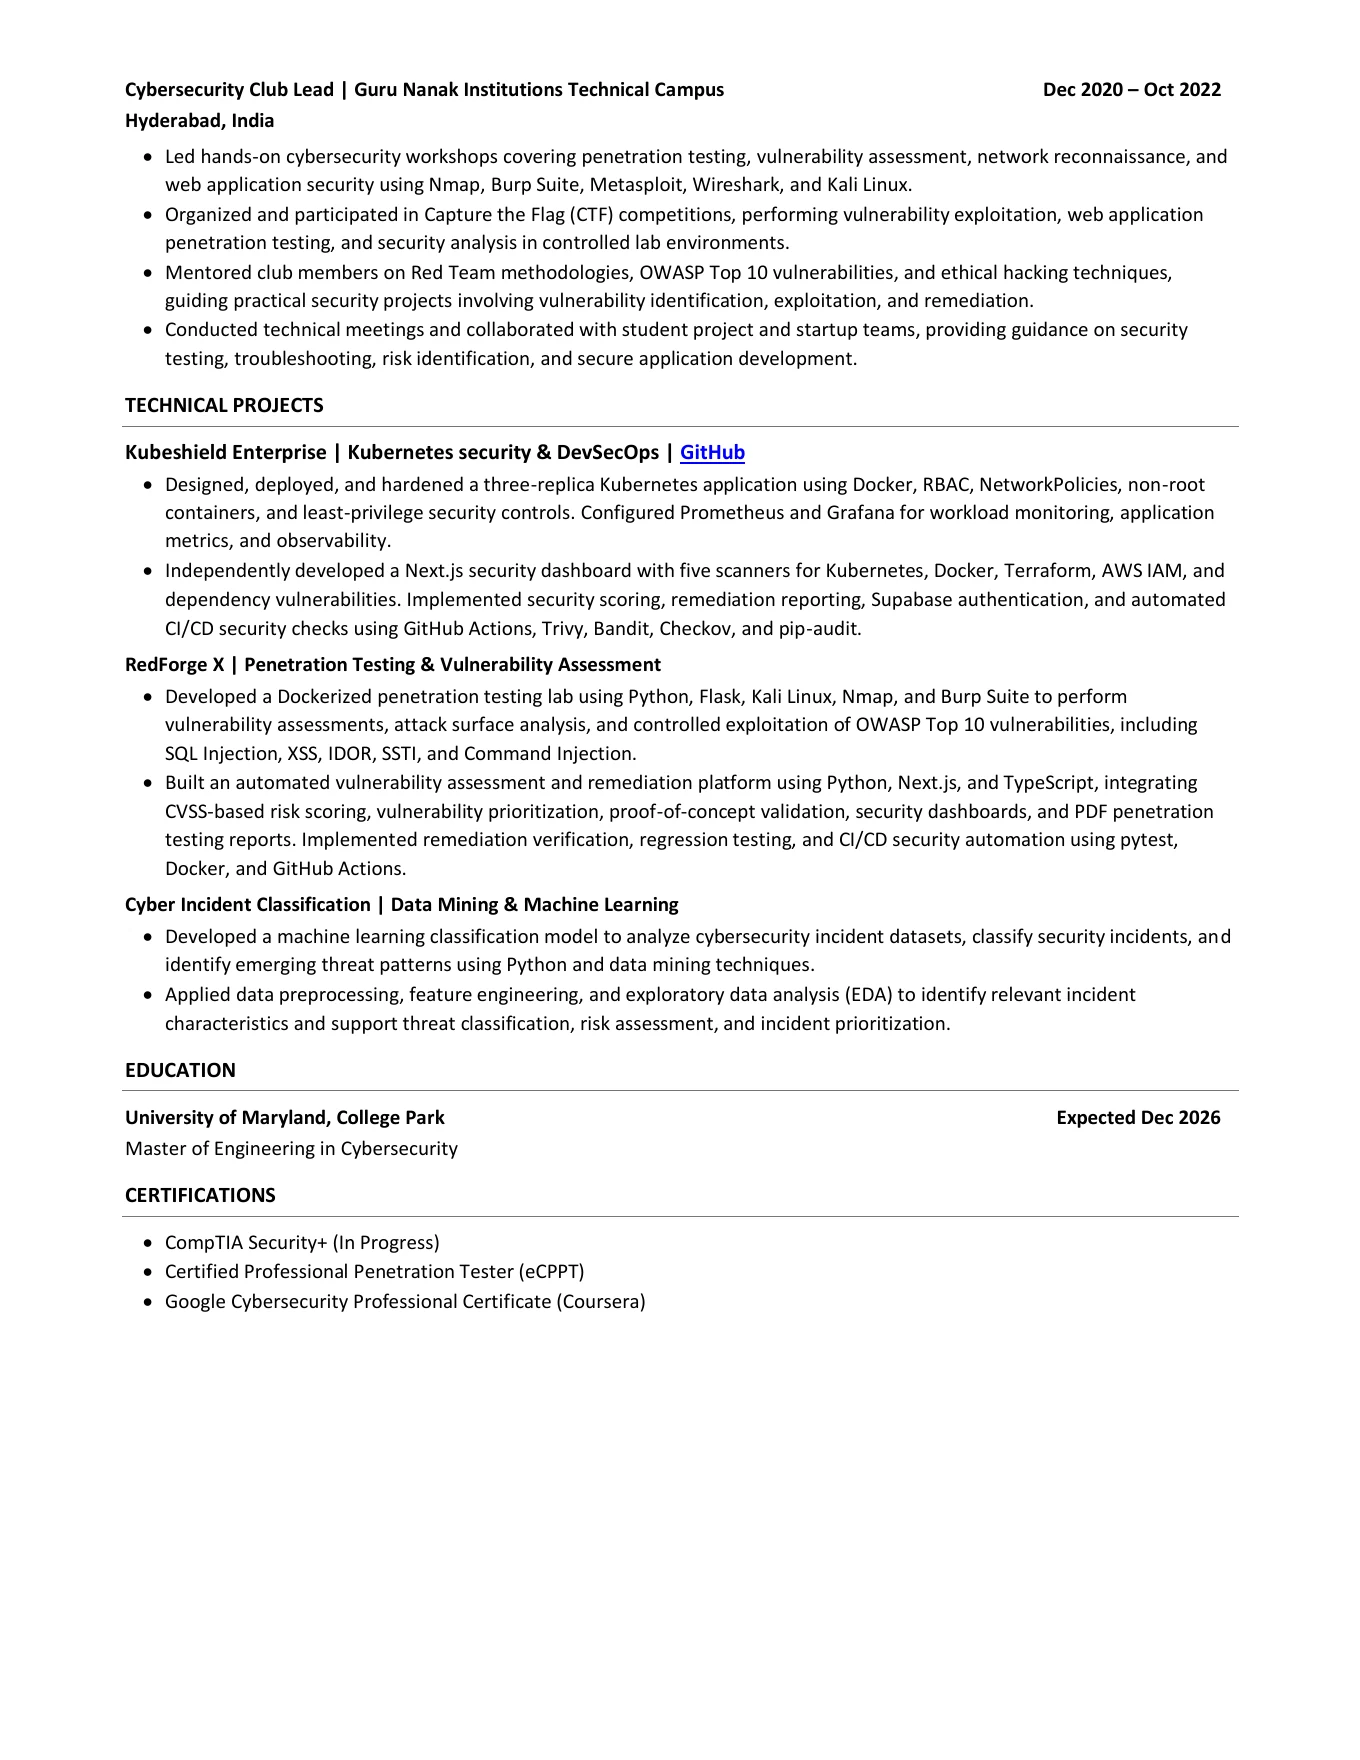 Cybersecurity Club Lead | Guru Nanak Institutions Technical Campus Dec 2020 – Oct 2022
Hyderabad, India
• Led hands-on cybersecurity workshops covering penetration testing, vulnerability assessment, network reconnaissance, and
web application security using Nmap, Burp Suite, Metasploit, Wireshark, and Kali Linux.
• Organized and participated in Capture the Flag (CTF) competitions, performing vulnerability exploitation, web application
penetration testing, and security analysis in controlled lab environments.
• Mentored club members on Red Team methodologies, OWASP Top 10 vulnerabilities, and ethical hacking techniques,
guiding practical security projects involving vulnerability identification, exploitation, and remediation.
• Conducted technical meetings and collaborated with student project and startup teams, providing guidance on security
testing, troubleshooting, risk identification, and secure application development.
TECHNICAL PROJECTS
Kubeshield Enterprise | Kubernetes security & DevSecOps | GitHub
• Designed, deployed, and hardened a three-replica Kubernetes application using Docker, RBAC, NetworkPolicies, non-root
containers, and least-privilege security controls. Configured Prometheus and Grafana for workload monitoring, application
metrics, and observability.
• Independently developed a Next.js security dashboard with five scanners for Kubernetes, Docker, Terraform, AWS IAM, and
dependency vulnerabilities. Implemented security scoring, remediation reporting, Supabase authentication, and automated
CI/CD security checks using GitHub Actions, Trivy, Bandit, Checkov, and pip-audit.
RedForge X | Penetration Testing & Vulnerability Assessment
• Developed a Dockerized penetration testing lab using Python, Flask, Kali Linux, Nmap, and Burp Suite to perform
vulnerability assessments, attack surface analysis, and controlled exploitation of OWASP Top 10 vulnerabilities, including
SQL Injection, XSS, IDOR, SSTI, and Command Injection.
• Built an automated vulnerability assessment and remediation platform using Python, Next.js, and TypeScript, integrating
CVSS-based risk scoring, vulnerability prioritization, proof-of-concept validation, security dashboards, and PDF penetration
testing reports. Implemented remediation verification, regression testing, and CI/CD security automation using pytest,
Docker, and GitHub Actions.
Cyber Incident Classification | Data Mining & Machine Learning
• Developed a machine learning classification model to analyze cybersecurity incident datasets, classify security incidents, and
identify emerging threat patterns using Python and data mining techniques.
• Applied data preprocessing, feature engineering, and exploratory data analysis (EDA) to identify relevant incident
characteristics and support threat classification, risk assessment, and incident prioritization.
EDUCATION
University of Maryland, College Park Expected Dec 2026
Master of Engineering in Cybersecurity
CERTIFICATIONS
• CompTIA Security+ (In Progress)
• Certified Professional Penetration Tester (eCPPT)
• Google Cybersecurity Professional Certificate (Coursera)